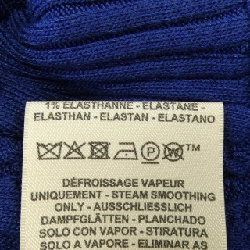 1% ELASTHANNE - ELASTANE -
ELASTHAN - ELASTAN - ELASTANO
P W ™
DÉFROISSAGE VAPEUR
UNIQUEMENT - STEAM SMOOTHING
ONLY - AUSSCHLIESSLICH
DAMPFGLÄTTEN - PLANCHADO
SOLO CON VAPOR - STIRATURA
SOLO A VAPORE - ELIMINAR AS